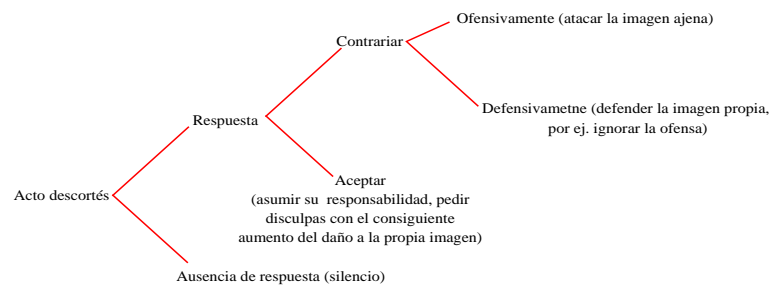 Ofensivamente (atacar la imagen ajena)
Contrariar
Defensivametne (defender la imagen propia,
por ej. ignorar la ofensa)
Respuesta
Aceptar
(asumir su responsabilidad, pedir
disculpas con el consiguiente
aumento del daño a la propia imagen)
Acto descortés
Ausencia de respuesta (silencio)